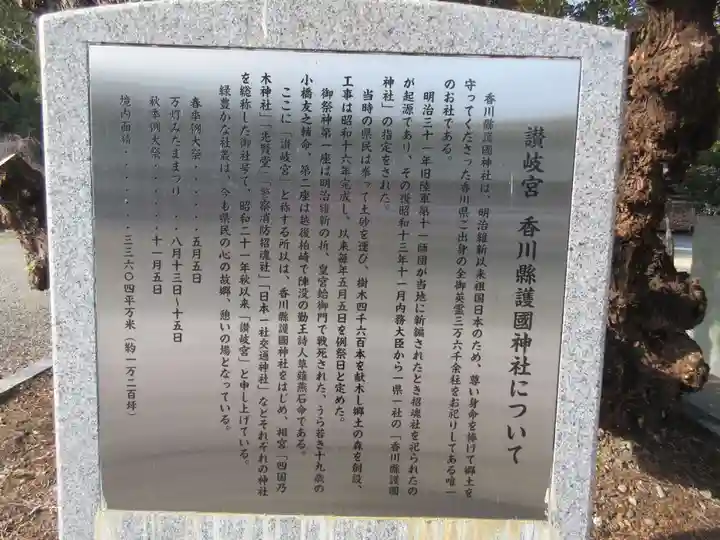 讃岐宮 香川縣護國神社について
香川縣護國神社は、明治維新以来祖国日本のため、尊い身命を捧げて郷土を
守ってくださった香川県ご出身の全御英霊三万六千余柱をお祀りしてある唯一
のお社である。
明治三十一年旧陸軍第十一師団が当地に新編されたとき招魂社を祀られたの
が起源であり、その後昭和十三年十一月内務大臣から一県一社の「香川縣護國
神社」の指定をされた。
当時の県民は挙って土砂を運び、樹木四千六百本を献木し郷土の森を創設、
工事は昭和十六年完成し、以来毎年五月五日を例祭日と定めた。
御祭神第一座は明治維新の折、皇宮蛤御門で戦死された、うら若き十九歳の
小橋友之輔命、第二座は越後柏崎で陣没の勤王詩人草薙燕石命である。
ここに「讃岐宮」と称する所以は、香川縣護國神社をはじめ、相宮「四国乃
木神社」「先賢堂」「警察消防招魂社」「日本一社交通神社」などそれぞれの神社
を総称した御社号で、昭和二十一年秋以来「讃岐宮」と申し上げている。
緑豊かな社叢は、今も県民の心の故郷、憩いの場となっている。
春季例大祭・・・・・五月五日
万灯みたままつり・・・・八月十三日～十五日
秋季例大祭・・・・・十一月五日
境内面積・・・・・三三六〇四平方米（約一万二百坪）